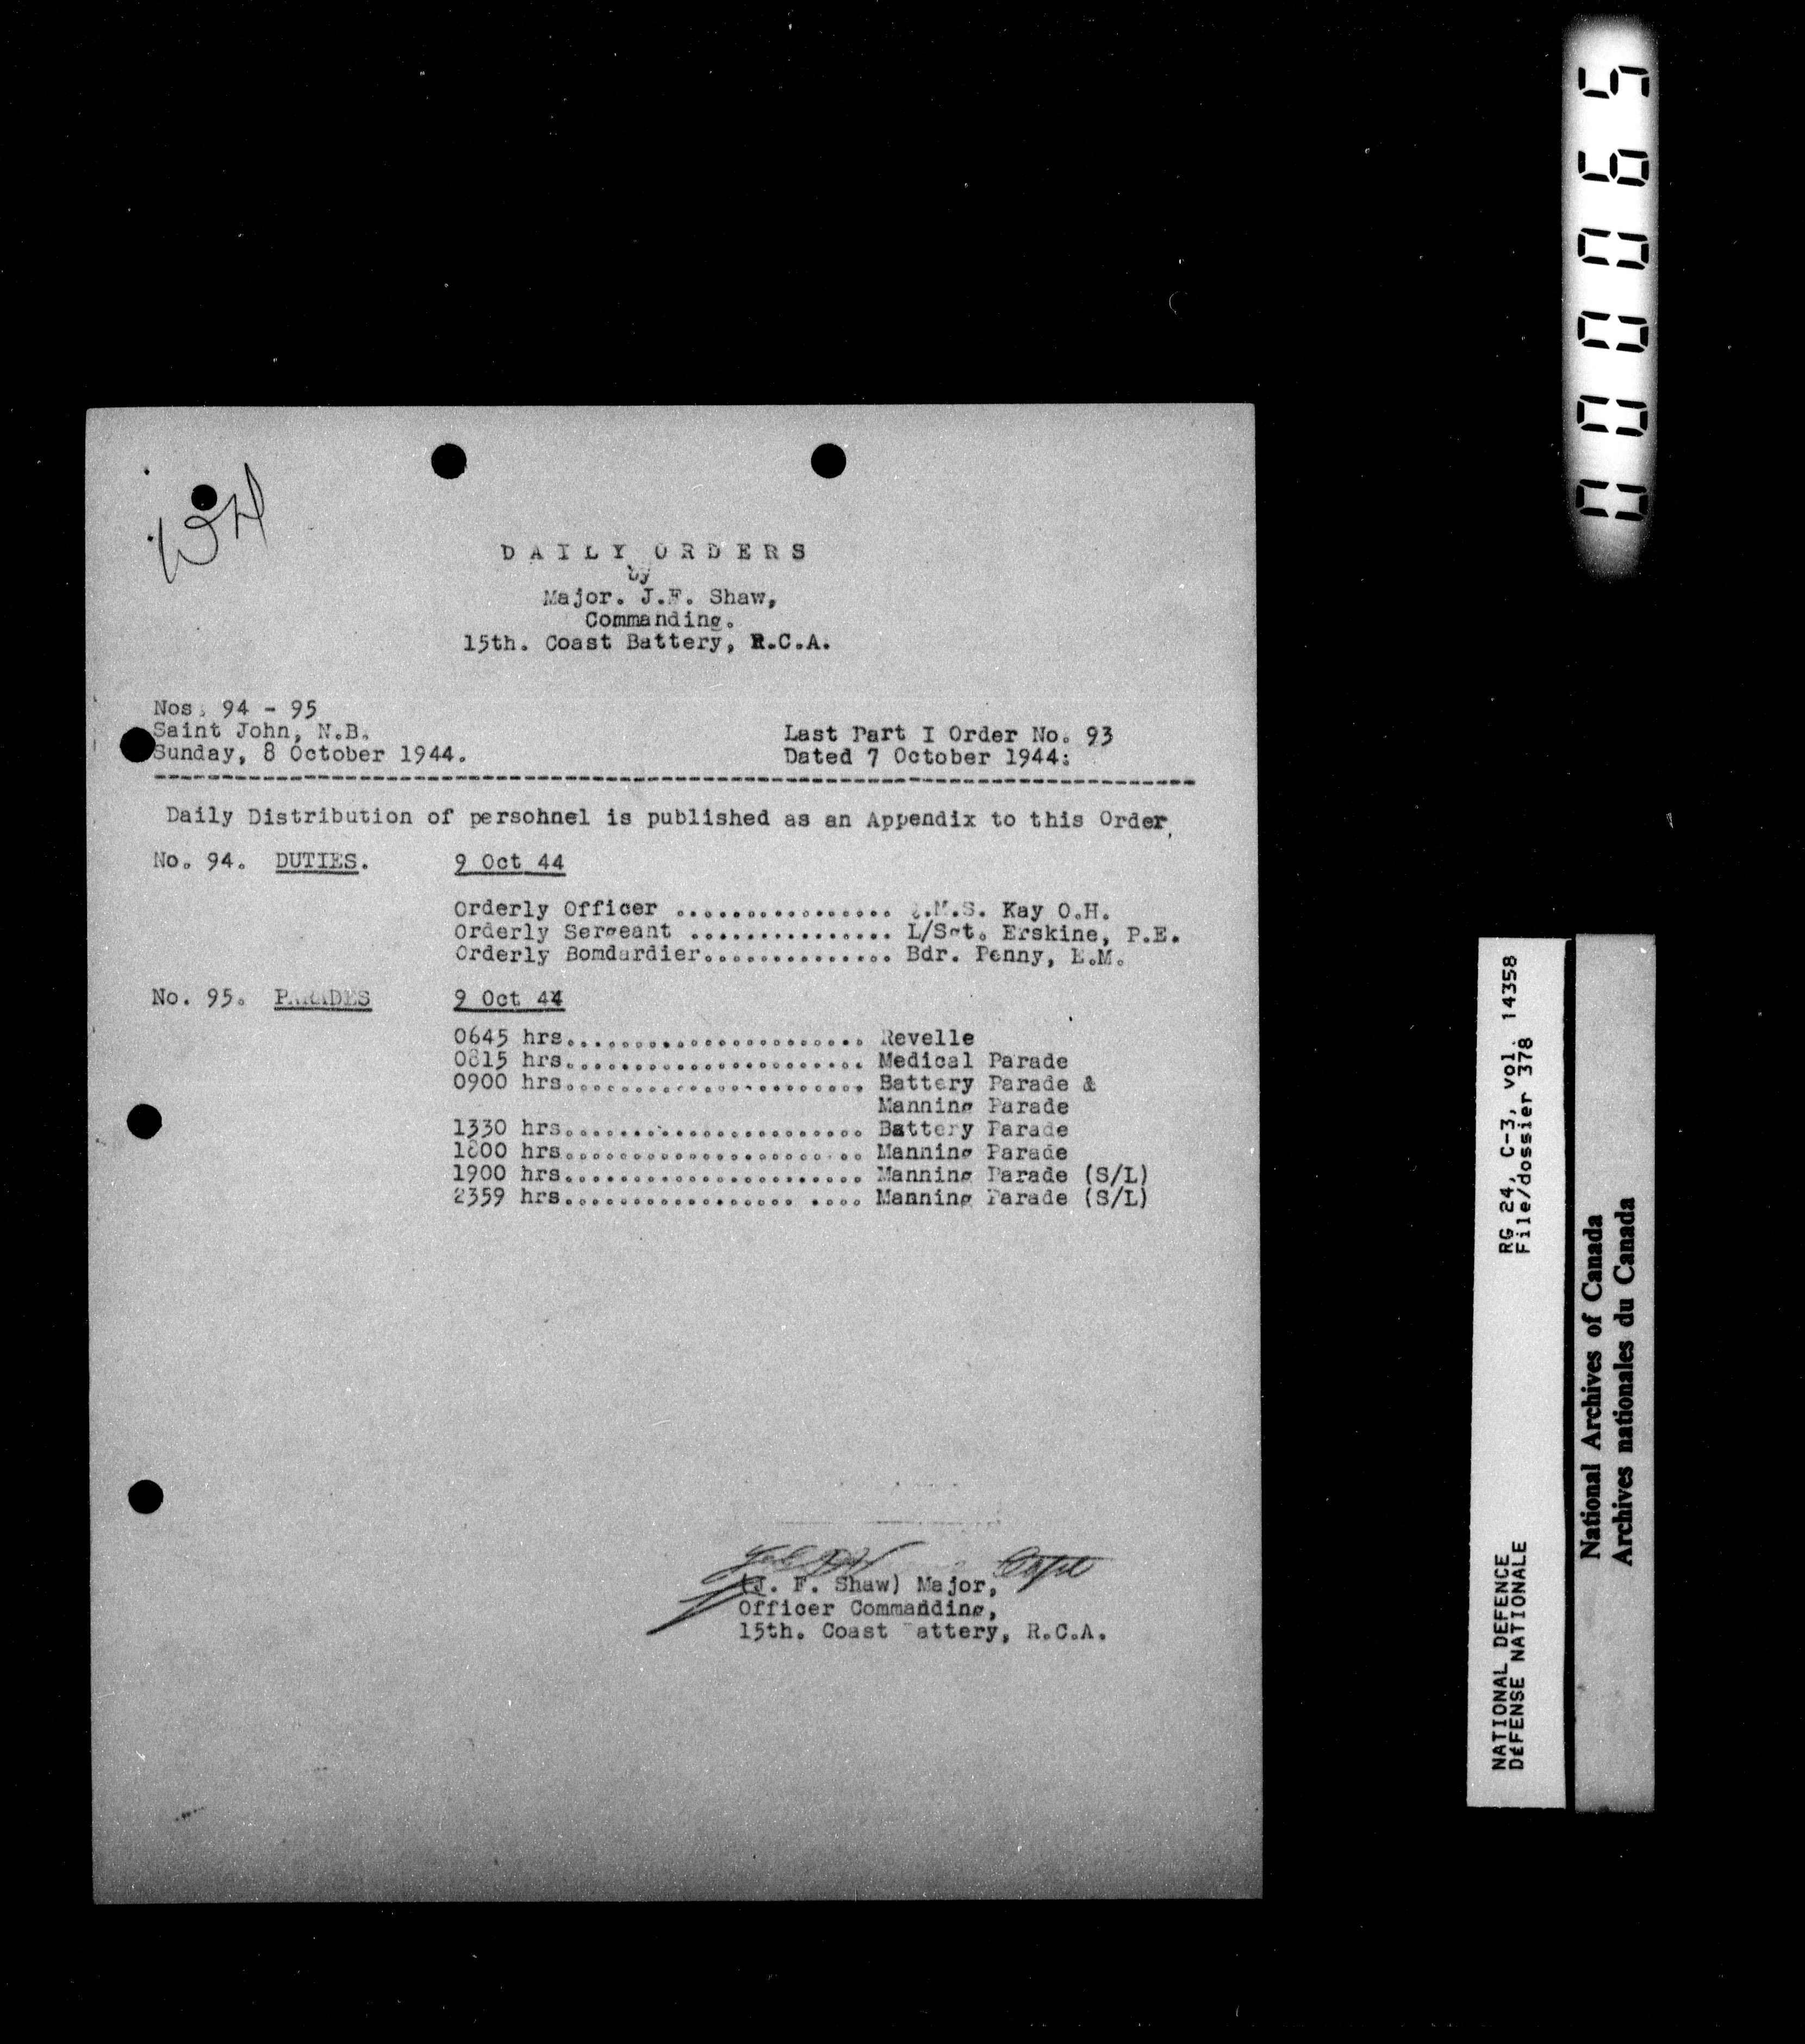 DAILY ORDERS
by
Major. J.F. Shaw,
Commanding.
15th. Coast Battery, R.C.A.
Nos. 94 - 95
Saint John, N.B.
Sunday, 8 October 1944.
Last Part I Order No. 93
Dated 7 October 1944:
Daily Distribution of persohnel is published as an Appendix to this Order.
No. 94. DUTIES. 9 Oct 44
Orderly Officer ................ .M.S. Kay O.H.
Orderly Sergeant ............... L/Sgt. Erskine, P.E.
Orderly Bomdardier.............. Bdr. Penny, E.M.
No. 95. PARADES 9 Oct 44
0645 hrs...................... Revelle
0815 hrs...................... Medical Parade
0900 hrs...................... Battery Parade &
Manning Parade
1330 hrs...................... Battery Parade
1800 hrs...................... Manning Parade
1900 hrs...................... Manning Parade (S/L)
2359 hrs................. .... Manning Parade (S/L)
Capt
(J. F. Shaw) Major,
Officer Commanding,
15th. Coast attery, R.C.A.
000065
NATIONAL DEFENCE
DÉFENSE NATIONALE
RG 24, C-3, vol. 14358
File/dossier 378
National Archives of Canada
Archives nationales du Canada